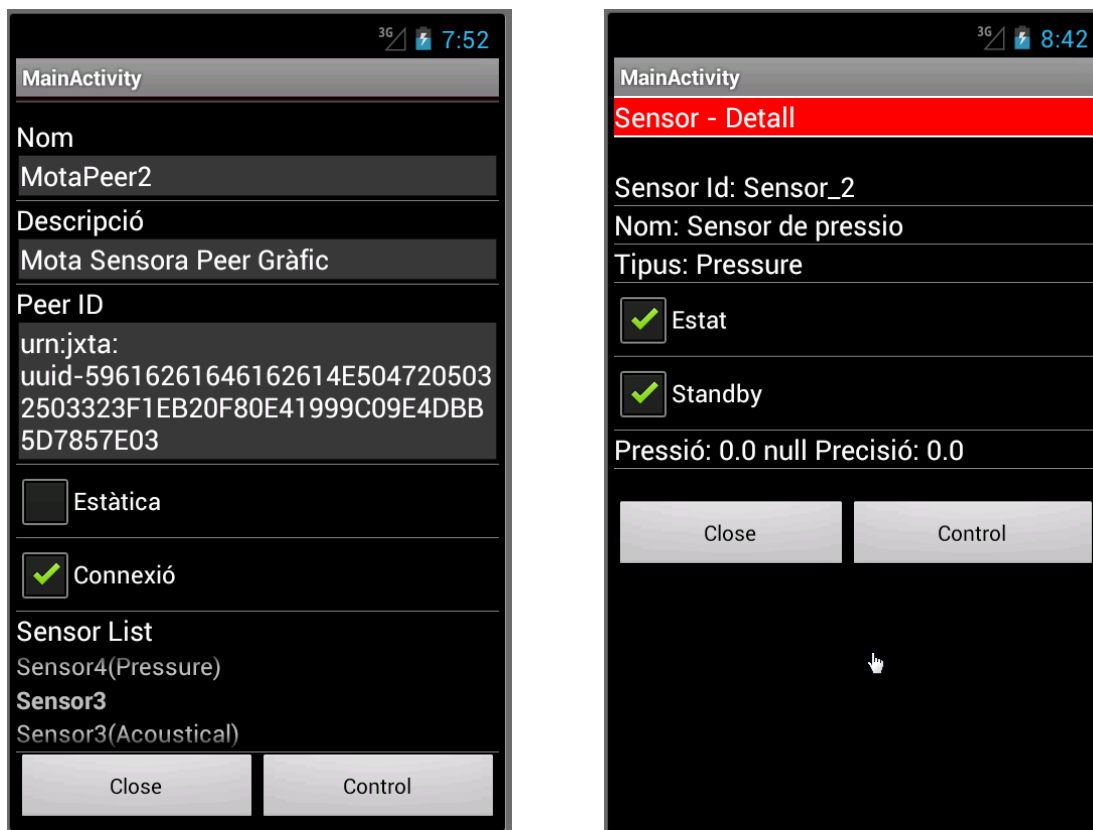 3G 7:52
MainActivity
Nom
MotaPeer2
Descripció
Mota Sensora Peer Gràfic
Peer ID
urn:jxta:
uuid-59616261646162614E504720503
2503323F1EB20F80E41999C09E4DBB
5D7857E03
Estàtica
Connexió
Sensor List
Sensor4(Pressure)
Sensor3
Sensor3(Acoustical)
Close Control
3G 8:42
MainActivity
Sensor - Detall
Sensor Id: Sensor_2
Nom: Sensor de pressio
Tipus: Pressure
Estat
Standby
Pressió: 0.0 null Precisió: 0.0
Close Control